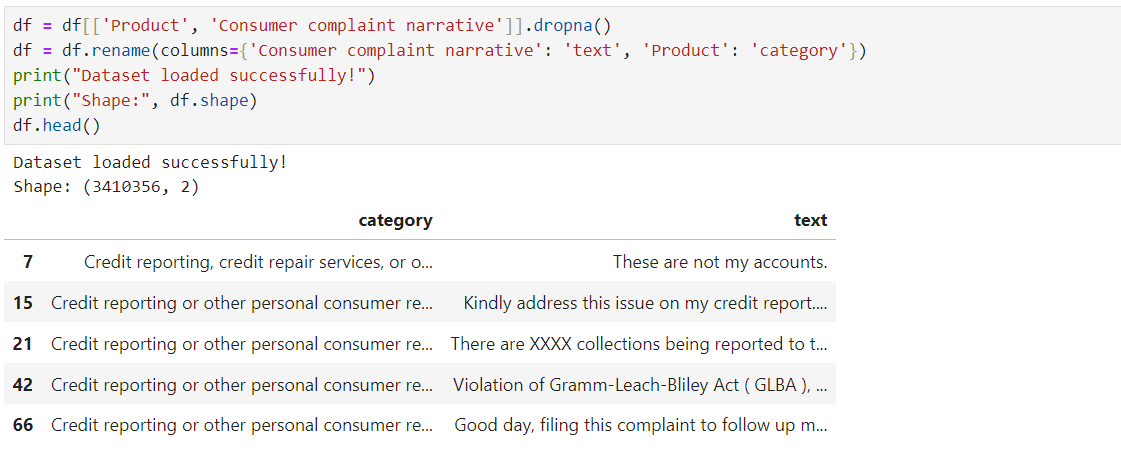 df = df[['Product', 'Consumer complaint narrative']].dropna()
df = df.rename(columns={'Consumer complaint narrative': 'text', 'Product': 'category'})
print("Dataset loaded successfully!")
print("Shape:", df.shape)
df.head()
Dataset loaded successfully!
Shape: (3410356, 2)
category text
7 Credit reporting, credit repair services, or o... These are not my accounts.
15 Credit reporting or other personal consumer re... Kindly address this issue on my credit report....
21 Credit reporting or other personal consumer re... There are XXXX collections being reported to t...
42 Credit reporting or other personal consumer re... Violation of Gramm-Leach-Bliley Act ( GLBA ), ...
66 Credit reporting or other personal consumer re... Good day, filing this complaint to follow up m...